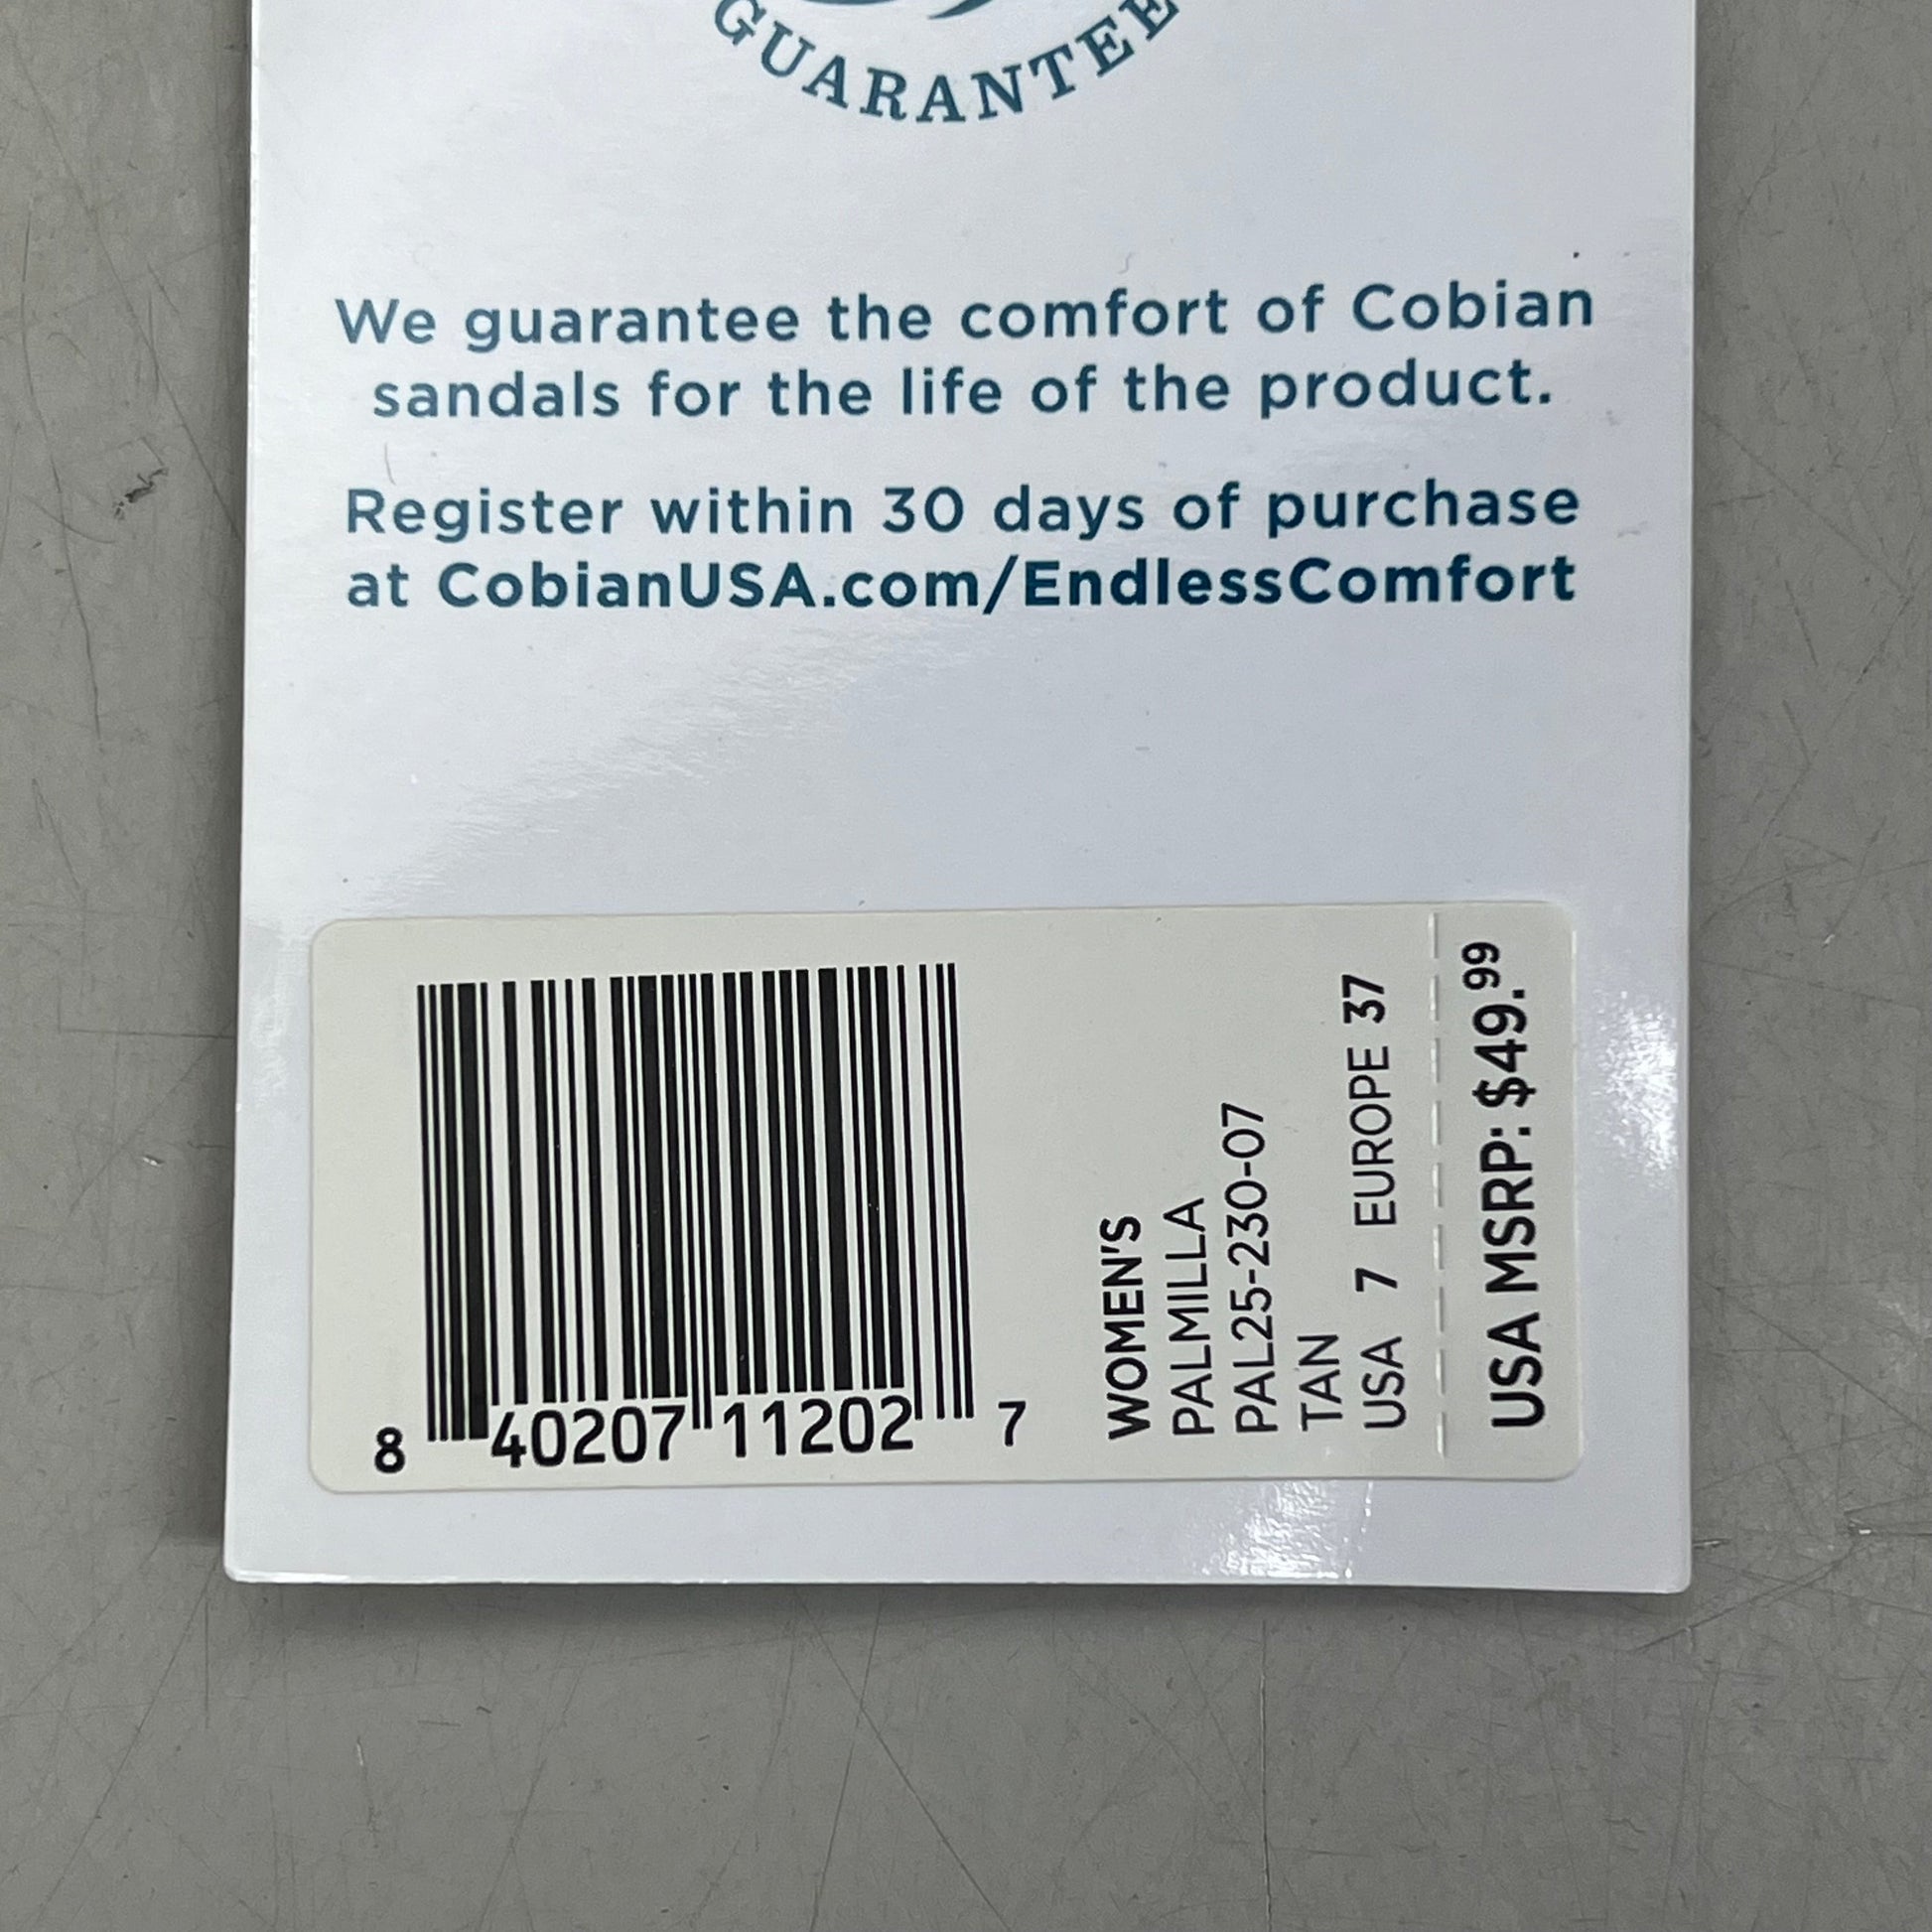 GUARANTEE
We guarantee the comfort of Cobian
sandals for the life of the product.
Register within 30 days of purchase
at CobianUSA.com/EndlessComfort
8 40207 11202 7
WOMEN'S
PALMILLA
PAL25-230-07
TAN
USA 7 EUROPE 37
USA MSRP: $49.99